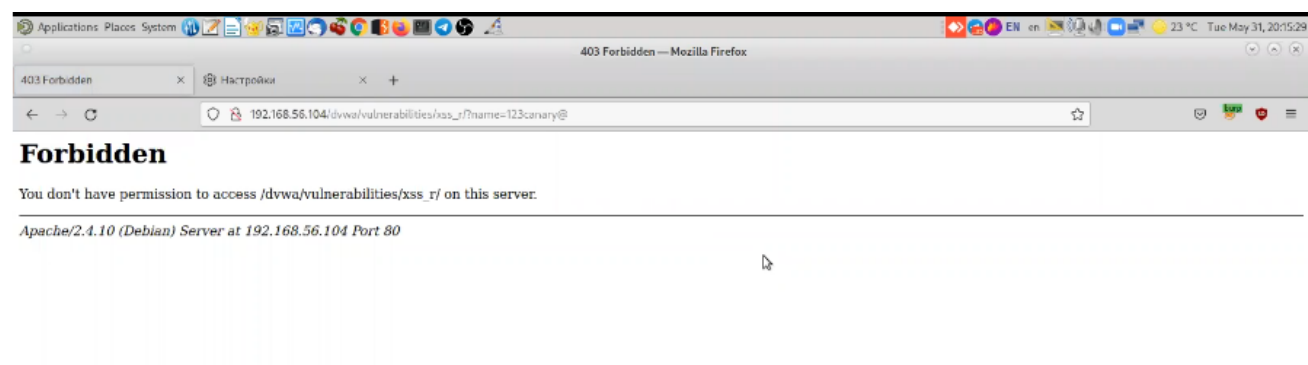 Applications Places System EN en 23 °C Tue May 31, 20:15:29
403 Forbidden — Mozilla Firefox
403 Forbidden × Настройки × +
192.168.56.104/dvwa/vulnerabilities/xss_r/?name=123canary@
Forbidden
You don't have permission to access /dvwa/vulnerabilities/xss_r/ on this server.
Apache/2.4.10 (Debian) Server at 192.168.56.104 Port 80